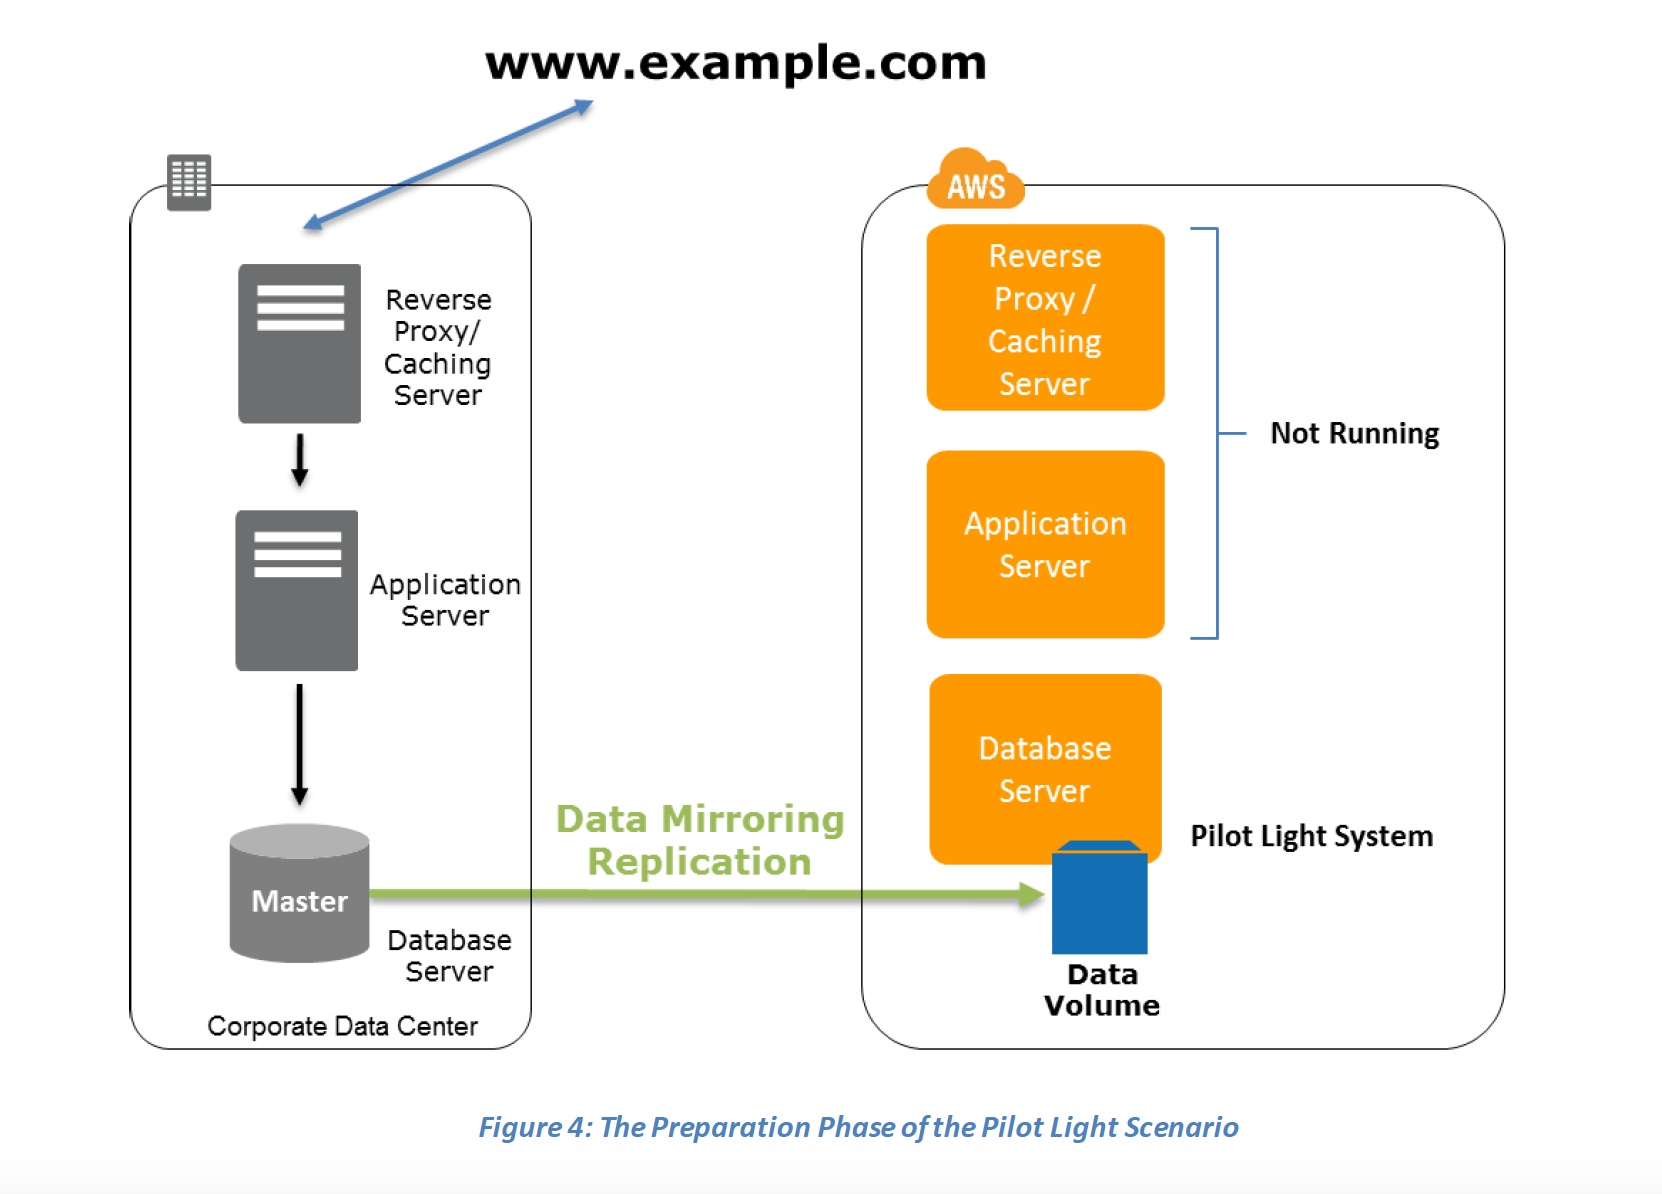 www.example.com
Reverse
Proxy/
Caching
Server
Application
Server
Master
Database
Server
Corporate Data Center
Data Mirroring
Replication
AWS
Reverse
Proxy /
Caching
Server
Not Running
Application
Server
Database
Server
Pilot Light System
Data
Volume
Figure 4: The Preparation Phase of the Pilot Light Scenario